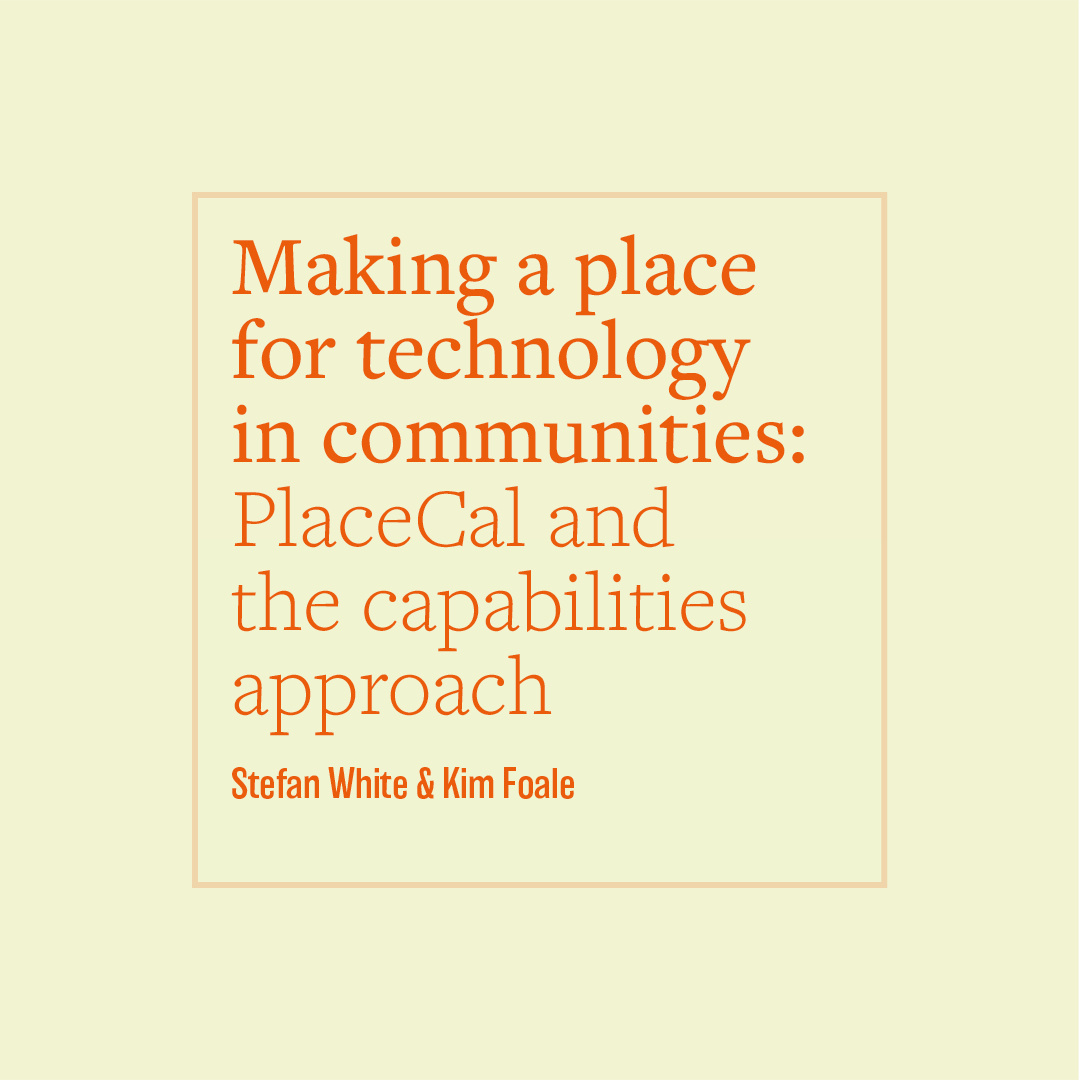 Making a place
for technology
in communities:
PlaceCal and
the capabilities
approach
Stefan White & Kim Foale